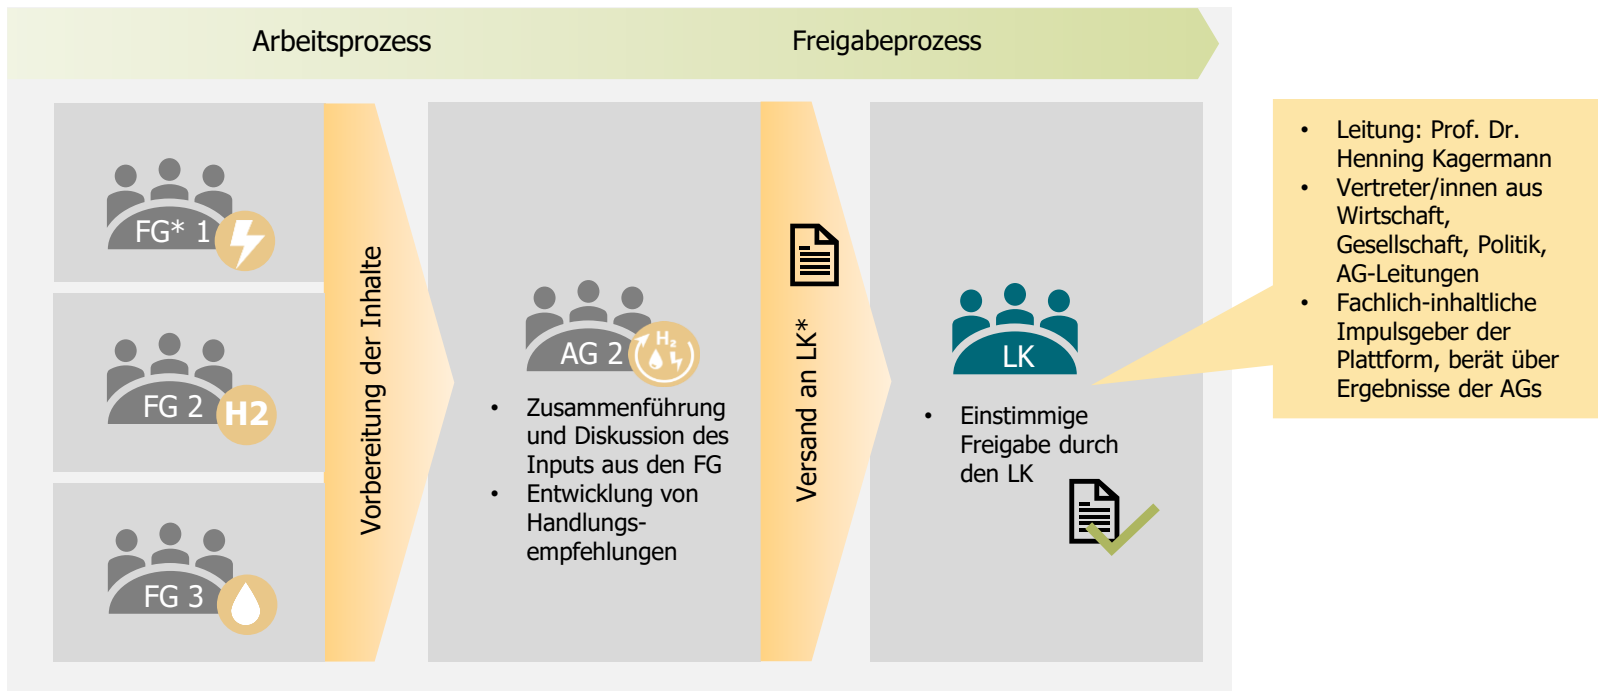 Arbeitsprozess
Freigabeprozess
FG* 1
FG 2
H2
FG 3
Vorbereitung der Inhalte
AG 2
H₂
• Zusammenführung
und Diskussion des
Inputs aus den FG
• Entwicklung von
Handlungs-
empfehlungen
Versand an LK*
LK
• Einstimmige
Freigabe durch
den LK
• Leitung: Prof. Dr.
Henning Kagermann
• Vertreter/innen aus
Wirtschaft,
Gesellschaft, Politik,
AG-Leitungen
• Fachlich-inhaltliche
Impulsgeber der
Plattform, berät über
Ergebnisse der AGs